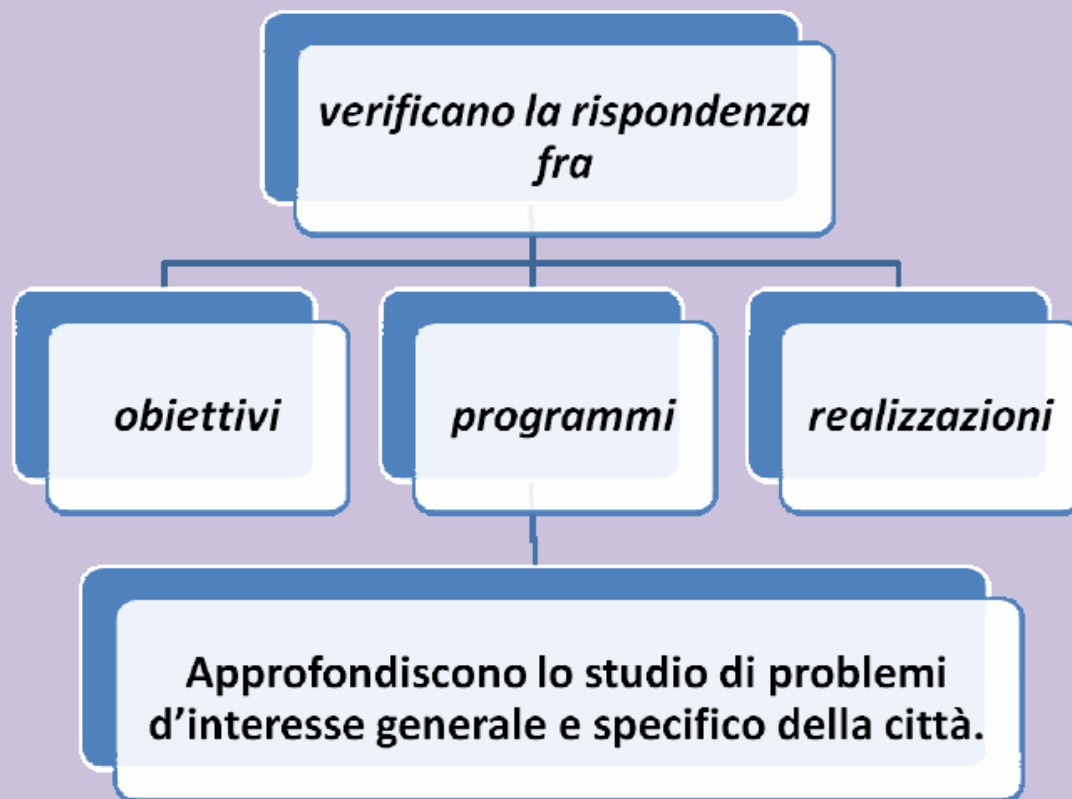 verificano la rispondenza
fra
obiettivi
programmi
realizzazioni
Approfondiscono lo studio di problemi
d’interesse generale e specifico della città.